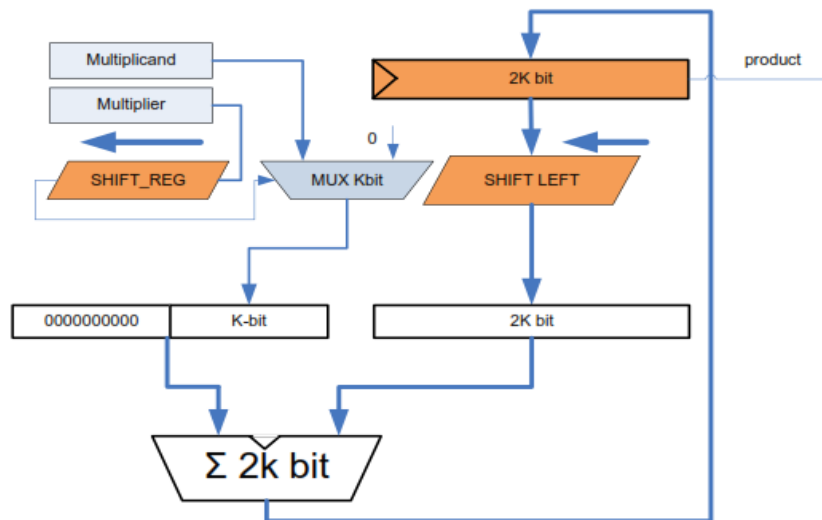 Multiplicand
Multiplier
2K bit
product
0
SHIFT_REG
MUX Kbit
SHIFT LEFT
0000000000
K-bit
2K bit
Σ 2k bit